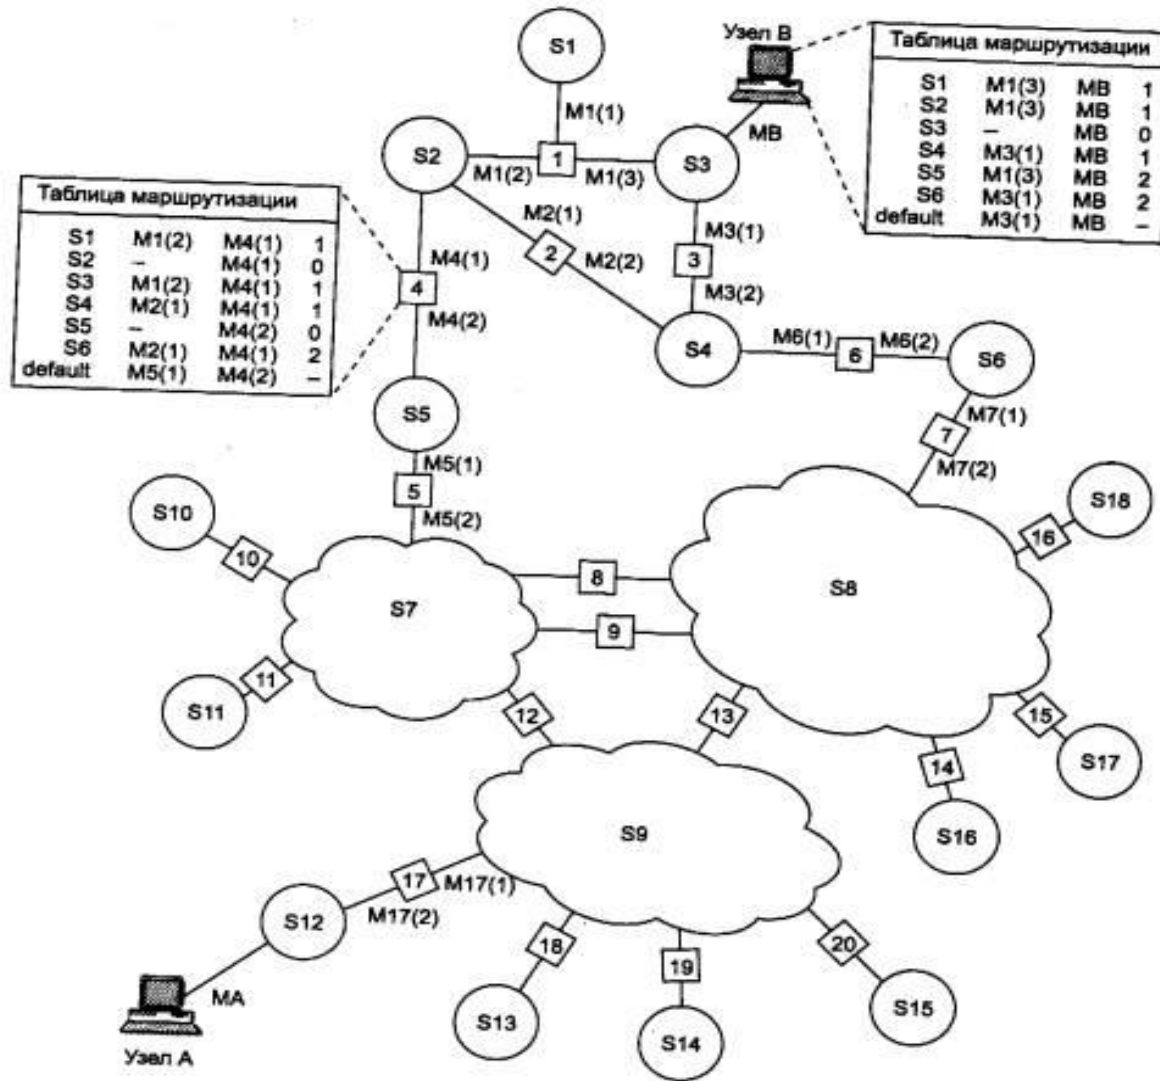 S1
Узел B
Таблица маршрутизации
S1 M1(3) MB 1
S2 M1(3) MB 1
S3 – MB 0
S4 M3(1) MB 1
S5 M1(3) MB 2
S6 M3(1) MB 2
default M3(1) MB –
M1(1)
MB
S2
1
S3
M1(2)
M1(3)
Таблица маршрутизации
S1 M1(2) M4(1) 1
S2 – M4(1) 0
S3 M1(2) M4(1) 1
S4 M2(1) M4(1) 1
S5 – M4(2) 0
S6 M2(1) M4(1) 2
default M5(1) M4(2) –
M2(1)
M3(1)
2
M4(1)
M2(2)
3
4
M3(2)
M4(2)
S4
M6(1)
6
M6(2)
S6
S5
M7(1)
7
M5(1)
M7(2)
5
M5(2)
S10
S18
10
16
8
S7
S8
9
11
S11
12
13
15
14
S17
S9
S16
17
M17(1)
S12
M17(2)
18
20
19
MA
S13
S14
S15
Узел A